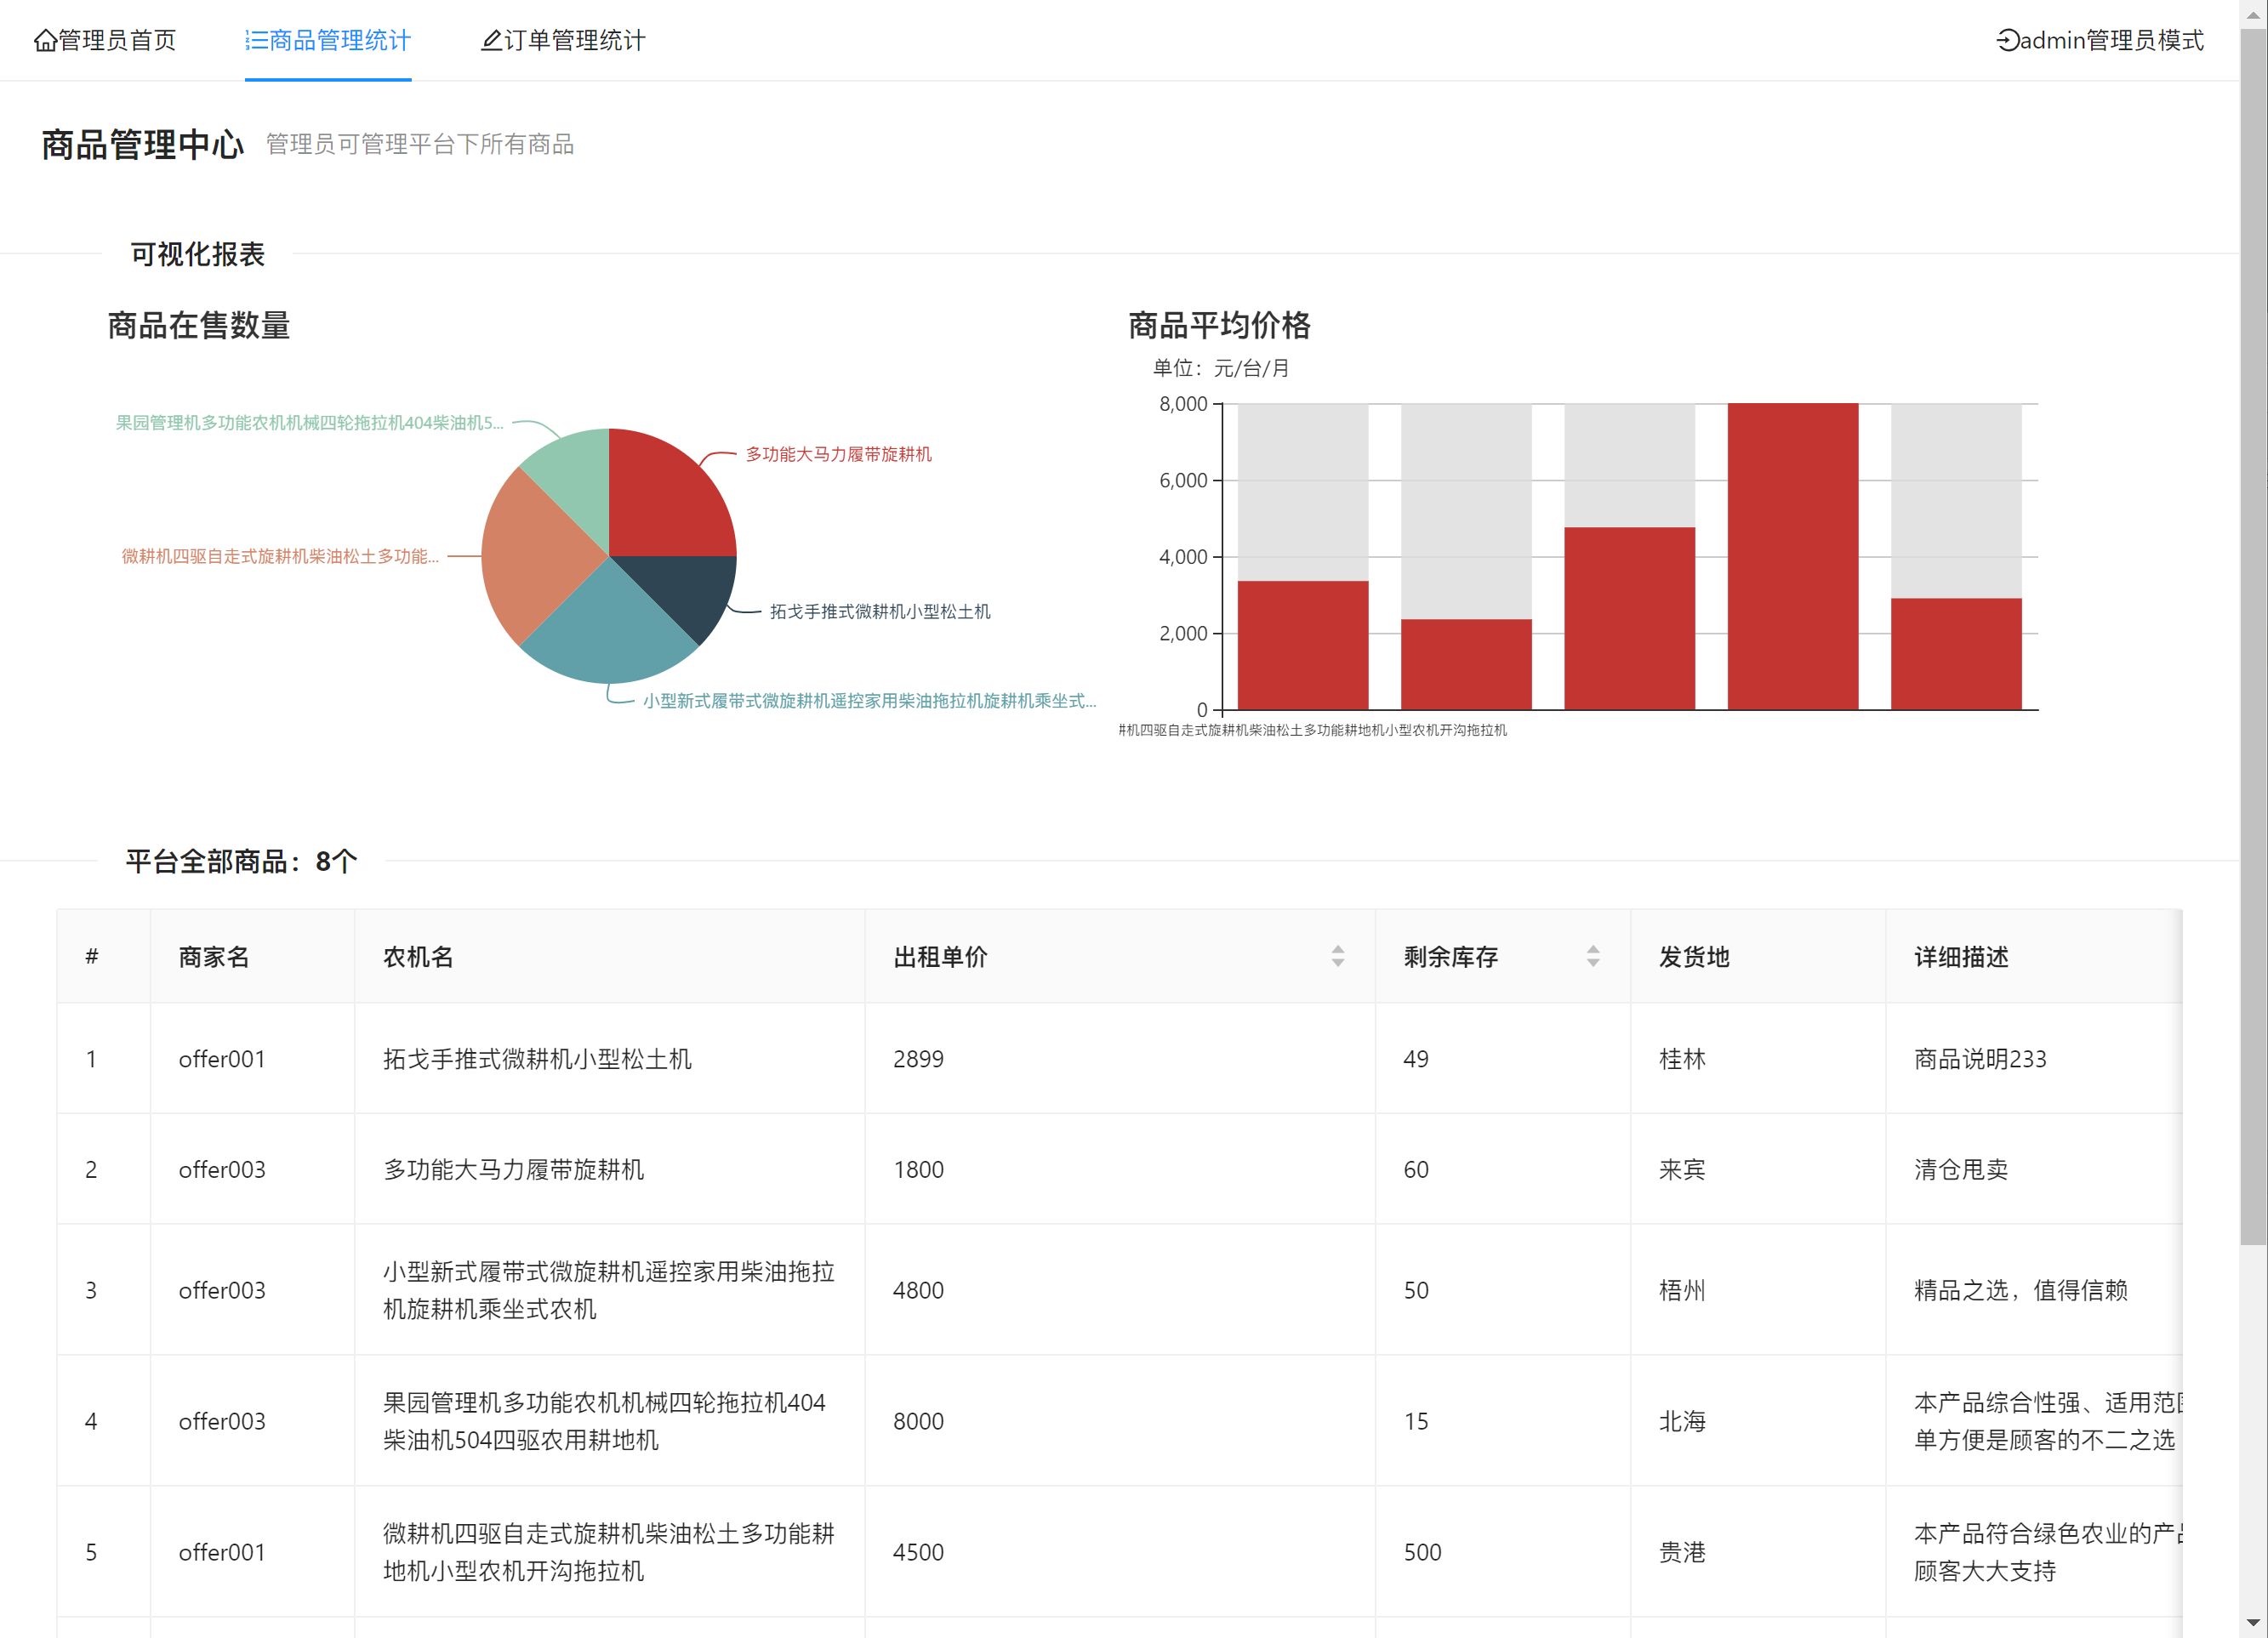 管理员首页 商品管理统计 订单管理统计 admin管理员模式
商品管理中心 管理员可管理平台下所有商品
可视化报表
商品在售数量
果园管理机多功能农机机械四轮拖拉机404柴油机5...
多功能大马力履带旋耕机
微耕机四驱自走式旋耕机柴油松土多功能...
拓戈手推式微耕机小型松土机
小型新式履带式微旋耕机遥控家用柴油拖拉机旋耕机乘坐式...
商品平均价格
单位：元/台/月
8,000
6,000
4,000
2,000
0
机四驱自走式旋耕机柴油松土多功能耕地机小型农机开沟拖拉机
平台全部商品：8个
# 商家名 农机名 出租单价 剩余库存 发货地 详细描述
1 offer001 拓戈手推式微耕机小型松土机 2899 49 桂林 商品说明233
2 offer003 多功能大马力履带旋耕机 1800 60 来宾 清仓甩卖
3 offer003 小型新式履带式微旋耕机遥控家用柴油拖拉 4800 50 梧州 精品之选，值得信赖
机旋耕机乘坐式农机
4 offer003 果园管理机多功能农机机械四轮拖拉机404 8000 15 北海 本产品综合性强、适用范
柴油机504四驱农用耕地机 单方便是顾客的不二之选
5 offer001 微耕机四驱自走式旋耕机柴油松土多功能耕 4500 500 贵港 本产品符合绿色农业的产
地机小型农机开沟拖拉机 顾客大大支持